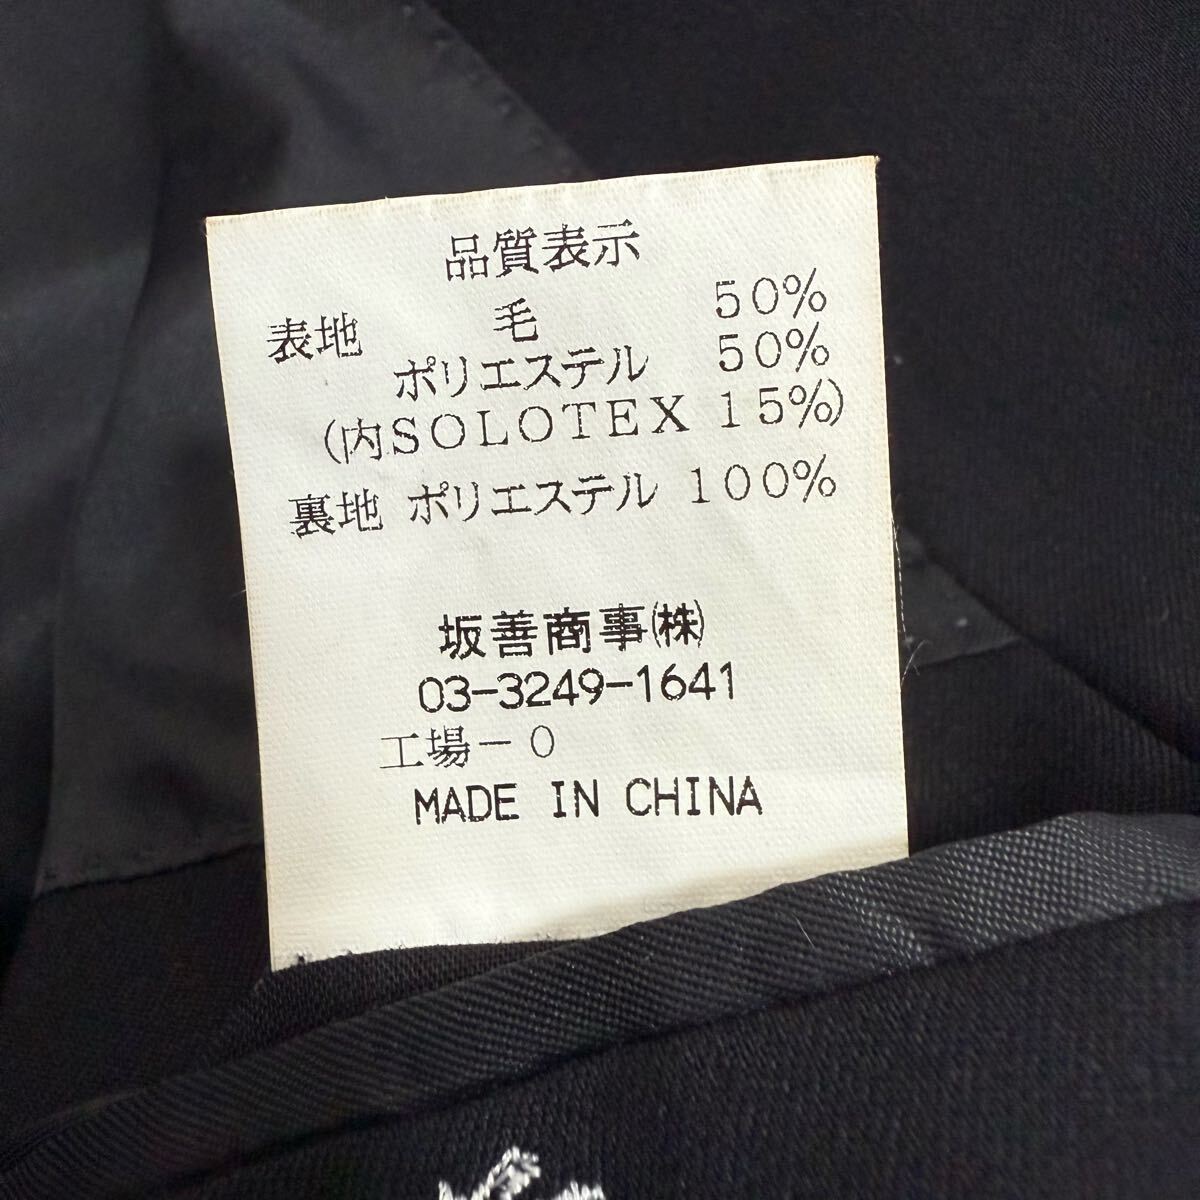 品質表示
表地 毛 50%
ポリエステル 50%
(内SOLOTEX 15%)
裏地 ポリエステル 100%
坂善商事(株)
03-3249-1641
工場-0
MADE IN CHINA